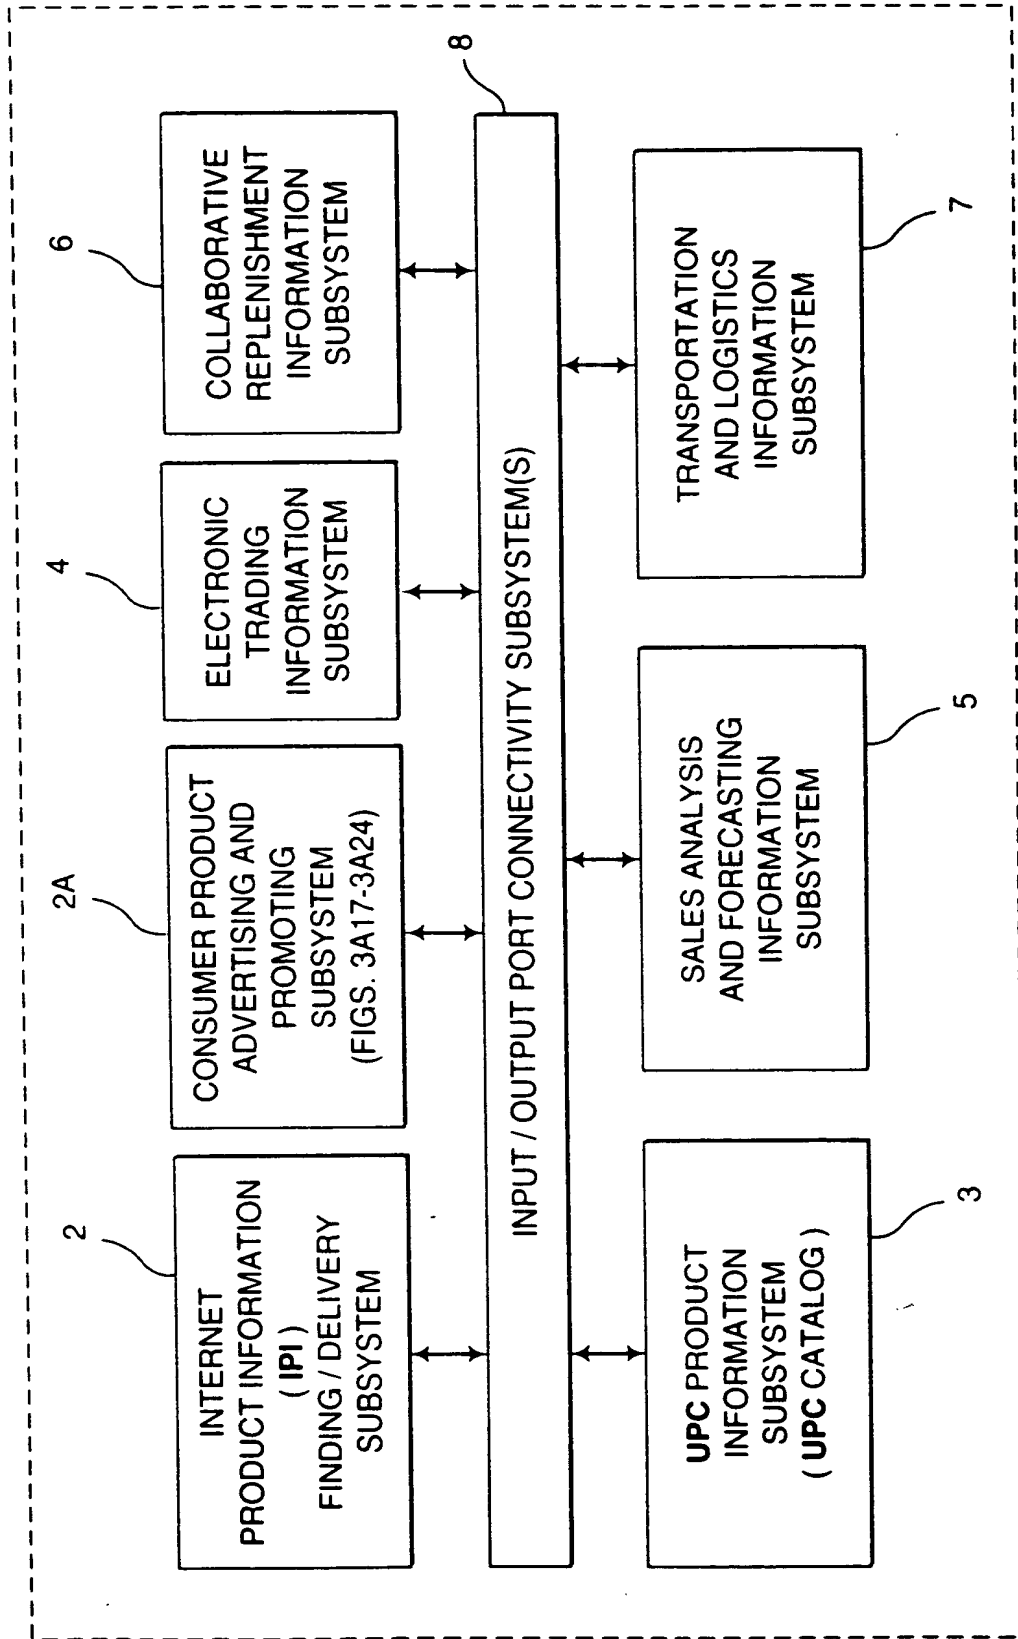 2
INTERNET
PRODUCT INFORMATION
( IPI )
FINDING / DELIVERY
SUBSYSTEM
2A
CONSUMER PRODUCT
ADVERTISING AND
PROMOTING
SUBSYSTEM
(FIGS. 3A17-3A24)
4
ELECTRONIC
TRADING
INFORMATION
SUBSYSTEM
6
COLLABORATIVE
REPLENISHMENT
INFORMATION
SUBSYSTEM
8
INPUT / OUTPUT PORT CONNECTIVITY SUBSYSTEM(S)
UPC PRODUCT
INFORMATION
SUBSYSTEM
( UPC CATALOG )
3
SALES ANALYSIS
AND FORECASTING
INFORMATION
SUBSYSTEM
5
TRANSPORTATION
AND LOGISTICS
INFORMATION
SUBSYSTEM
7